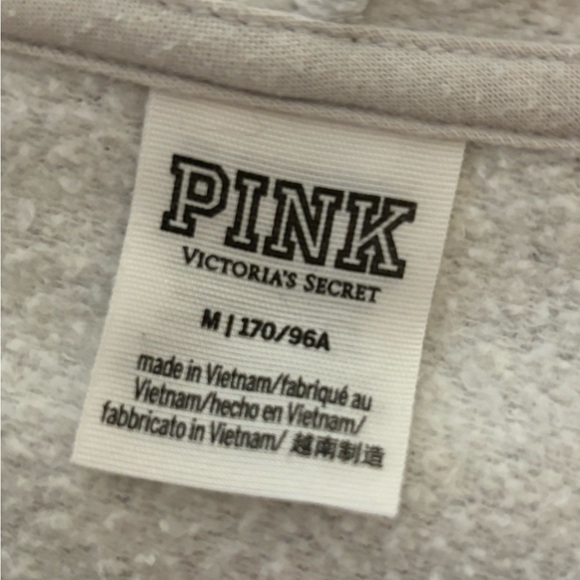 PINK
VICTORIA'S SECRET
M | 170/96A
made in Vietnam/fabriqué au
Vietnam/hecho en Vietnam/
fabbricato in Vietnam/ 越南制造